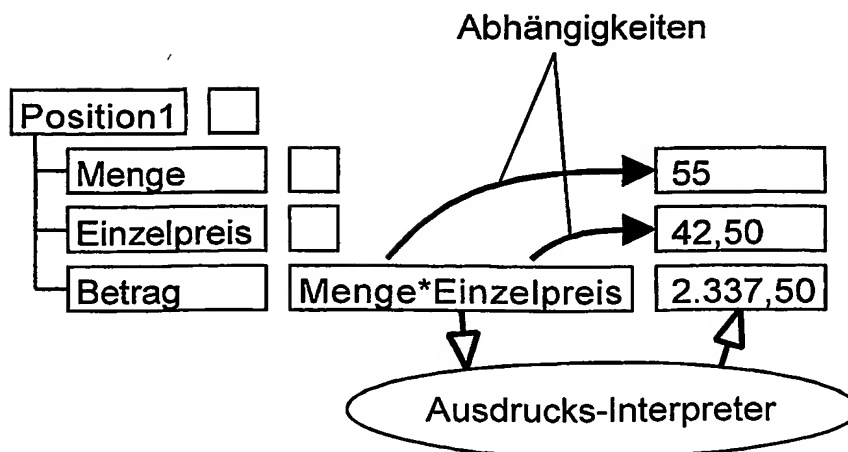 Abhängigkeiten
Position1
Menge 55
Einzelpreis 42,50
Betrag Menge*Einzelpreis 2.337,50
Ausdrucks-Interpreter